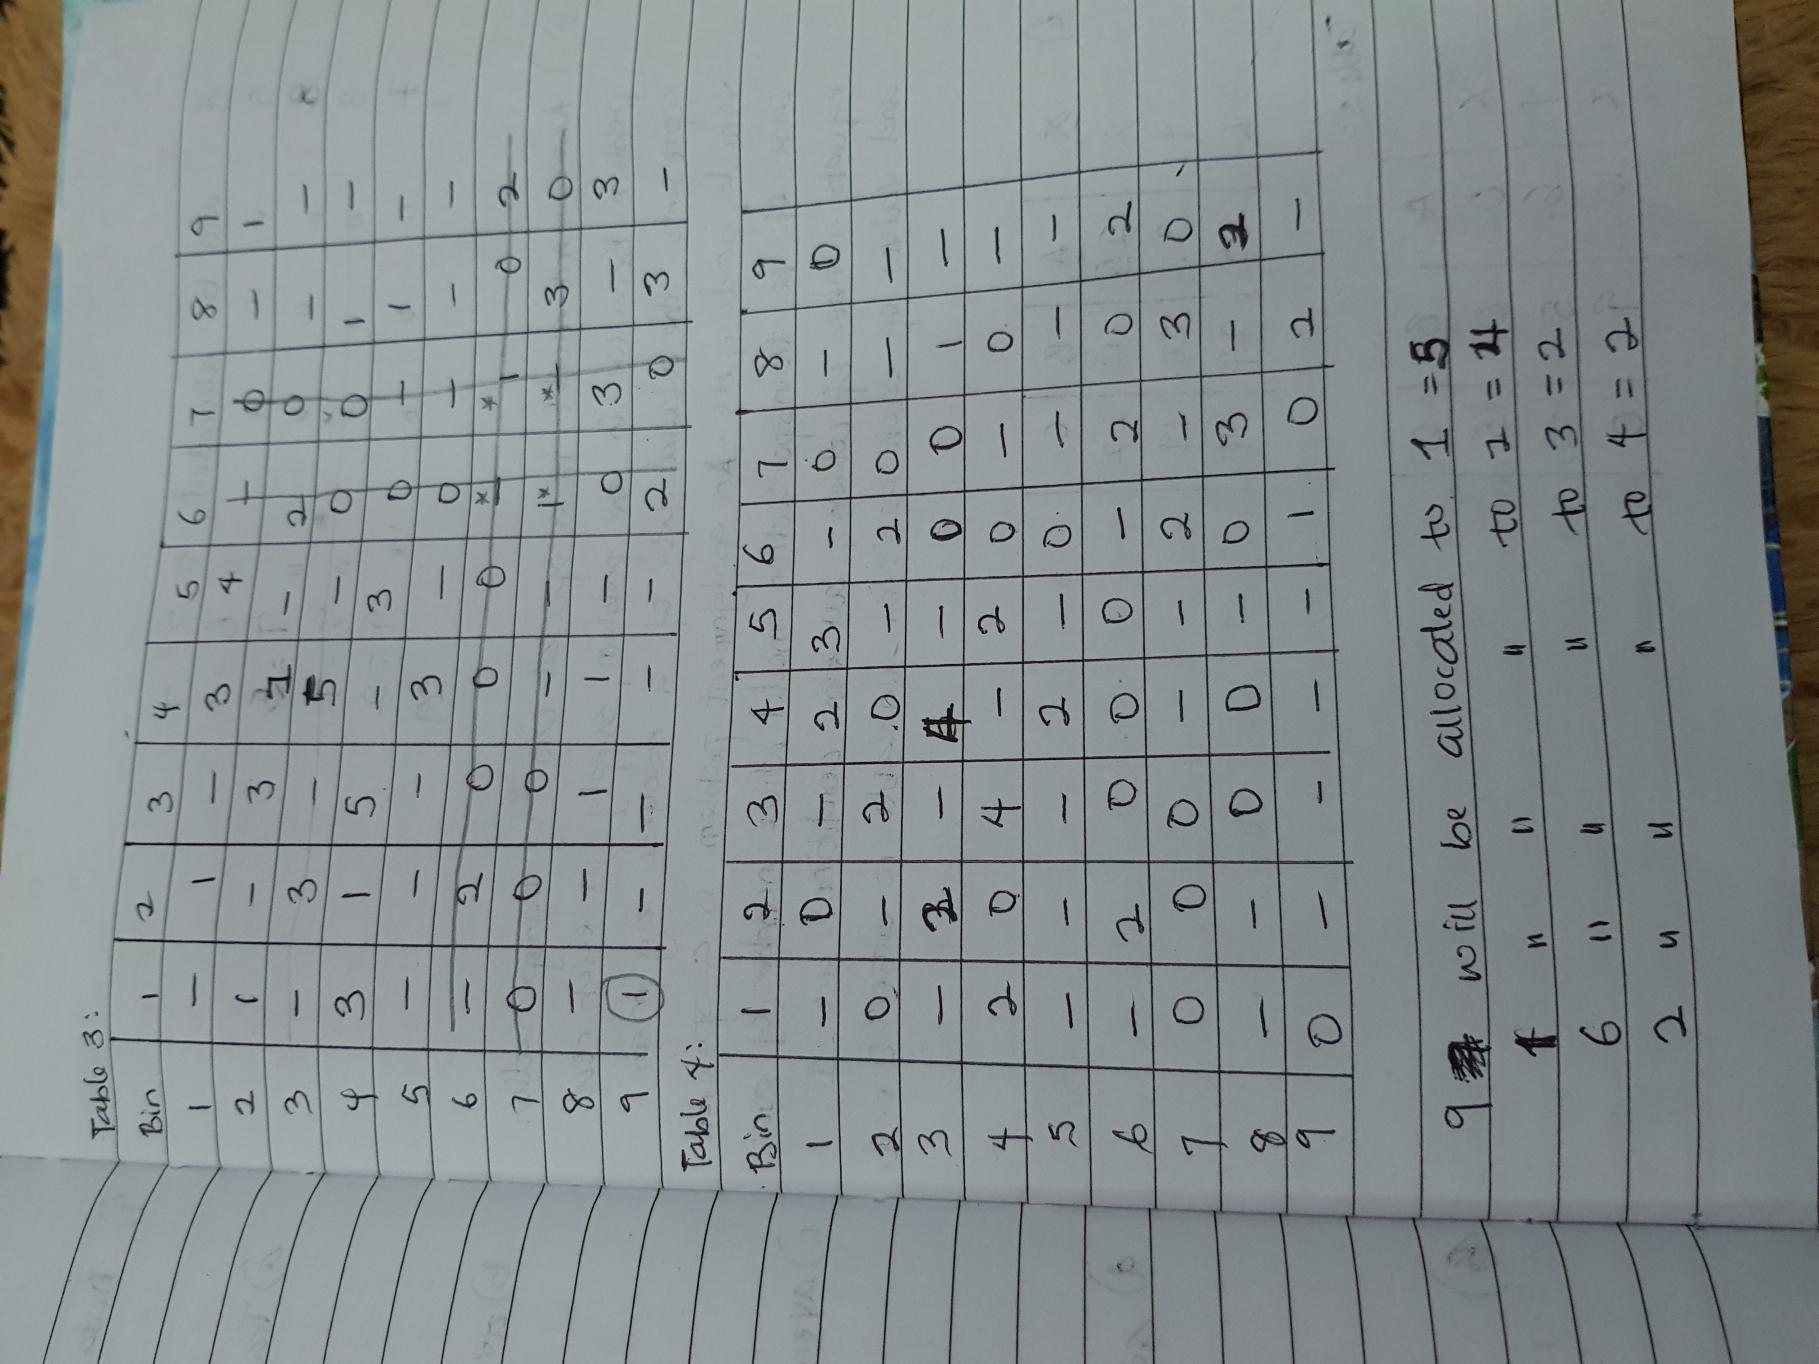 Table 3:
Bin 1 2 3 4 5 6 7 8 9
1 - 1 - 3 4 - 0 - 1
2 1 - 3 1 - 2 0 - -
3 - 3 - 5 - 0 0 1 -
4 3 1 5 - 3 0 - 1 -
5 - - - 3 - 0 - - -
6 - 2 0 0 0 *- *1 0 2
7 0 0 0 - - 1* *- 3 0
8 - - 1 1 - 0 3 - 3
9 1 - - - - 2 0 3 -
Table 4:
Bin 1 2 3 4 5 6 7 8 9
1 - 0 - 2 3 - 0 - 0
2 0 - 2 0 - 2 0 - -
3 - 2 - 4 - 0 0 1 -
4 2 0 4 - 2 0 - 0 -
5 - - - 2 - 0 - - -
6 - 2 0 0 0 - 2 0 2
7 0 0 0 - - 2 - 3 0
8 - - 0 0 - 0 3 - 2
9 0 - - - - 1 0 2 -
9 will be allocated to 1 = 5
1 " " " to 2 = 4
6 " " " to 3 = 2
2 " " " to 4 = 2